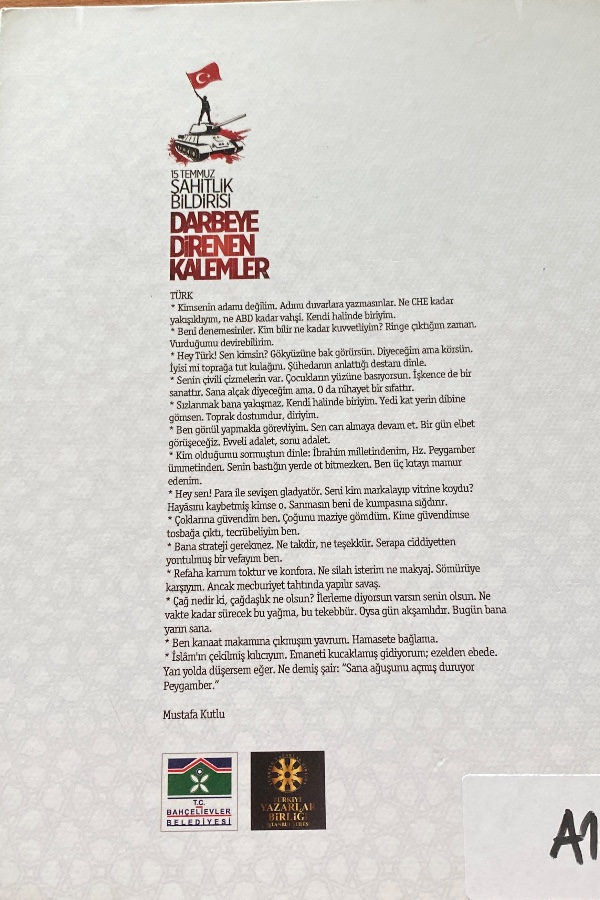 15 TEMMUZ
ŞAHİTLİK
BİLDİRİSİ
DARBEYE
DİRENEN
KALEMLER
TÜRK
* Kimsenin adamı değilim. Adımı duvarlara yazmasınlar. Ne CHE kadar
yakışıklıyım, ne ABD kadar vahşi. Kendi halinde biriyim.
* Beni denemesinler. Kim bilir ne kadar kuvvetliyim? Ringe çıktığım zaman.
Vurduğumu devirebilirim.
* Hey Türk! Sen kimsin? Gökyüzüne bak görürsün. Diyeceğim ama körsün.
İyisi mi toprağa tut kulağını. Şühedanın anlattığı destanı dinle.
* Senin çivili çizmelerin var. Çocukların yüzüne basıyorsun. İşkence de bir
sanattır. Sana alçak diyeceğim ama. O da nihayet bir sıfattır.
* Sızlanmak bana yakışmaz. Kendi halinde biriyim. Yedi kat yerin dibine
gömsen. Toprak dostumdur, diriyim.
* Ben gönül yapmakla görevliyim. Sen can almaya devam et. Bir gün elbet
görüşeceğiz. Evveli adalet, sonu adalet.
* Kim olduğumu sormuştun dinle: İbrahim milletindenim, Hz. Peygamber
ümmetinden. Senin bastığın yerde ot bitmezken. Ben üç kıtayı mamur
edenim.
* Hey sen! Para ile sevişen gladyatör. Seni kim markalayıp vitrine koydu?
Hayâsını kaybetmiş kimse o. Sanmasın beni de kumpasına sığdırır.
* Çoklarına güvendim ben. Çoğunu maziye gömdüm. Kime güvendimse
tosbağa çıktı, tecrübeliyim ben.
* Bana strateji gerekmez. Ne takdir, ne teşekkür. Serapa ciddiyetten
yontulmuş bir vefayım ben.
* Refaha karnım toktur ve konfora. Ne silah isterim ne makyaj. Sömürüye
karşıyım. Ancak mecburiyet tahtında yapılır savaş.
* Çağ nedir ki, çağdaşlık ne olsun? İlerleme diyorsun varsın senin olsun. Ne
vakte kadar sürecek bu yağma, bu tekebbür. Oysa gün akşamlıdır. Bugün bana
yarın sana.
* Ben kanaat makamına çıkmışım yavrum. Hamasete bağlama.
* İslâm'ın çekilmiş kılıcıyım. Emaneti kucaklamış gidiyorum; ezelden ebede.
Yarı yolda düşersem eğer. Ne demiş şair: "Sana ağuşunu açmış duruyor
Peygamber."
Mustafa Kutlu
T.C.
BAHÇELİEVLER
BELEDİYESİ
TÜRKİYE
YAZARLAR
BİRLİĞİ
İSTANBUL ŞUBESİ
A1